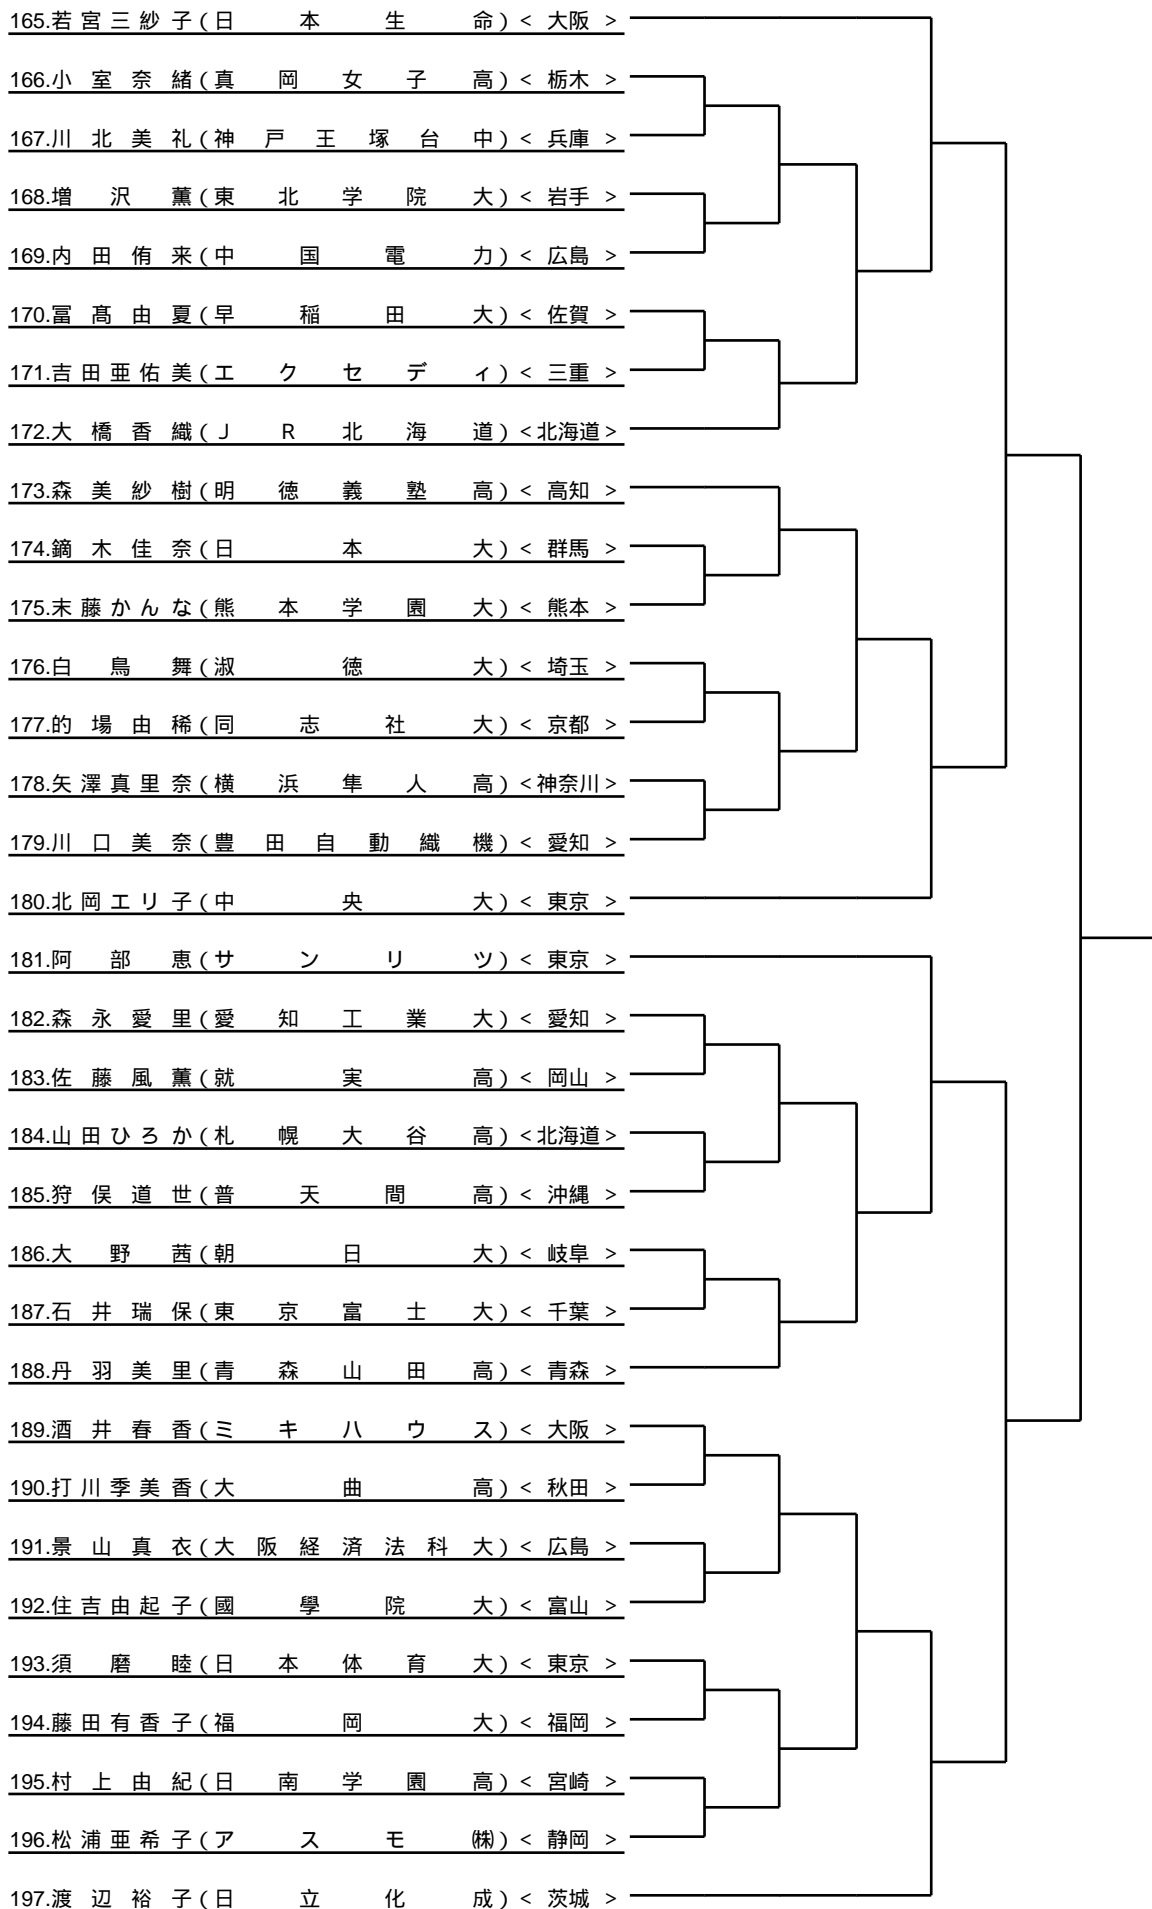 165.若宮三紗子(日本生命)<大阪>
166.小室奈緒(真岡女子高)<栃木>
167.川北美礼(神戸王塚台中)<兵庫>
168.増沢薫(東北学院大)<岩手>
169.内田侑来(中国電力)<広島>
170.冨髙由夏(早稲田大)<佐賀>
171.吉田亜佑美(エクセディ)<三重>
172.大橋香織(JR北海道)<北海道>
173.森美紗樹(明徳義塾高)<高知>
174.鏑木佳奈(日本大)<群馬>
175.末藤かんな(熊本学園大)<熊本>
176.白鳥舞(淑徳大)<埼玉>
177.的場由稀(同志社大)<京都>
178.矢澤真里奈(横浜隼人高)<神奈川>
179.川口美奈(豊田自動織機)<愛知>
180.北岡エリ子(中央大)<東京>
181.阿部恵(サンリツ)<東京>
182.森永愛里(愛知工業大)<愛知>
183.佐藤風薫(就実高)<岡山>
184.山田ひろか(札幌大谷高)<北海道>
185.狩俣道世(普天間高)<沖縄>
186.大野茜(朝日大)<岐阜>
187.石井瑞保(東京富士大)<千葉>
188.丹羽美里(青森山田高)<青森>
189.酒井春香(ミキハウス)<大阪>
190.打川季美香(大曲高)<秋田>
191.景山真衣(大阪経済法科大)<広島>
192.住吉由起子(國學院大)<富山>
193.須磨睦(日本体育大)<東京>
194.藤田有香子(福岡大)<福岡>
195.村上由紀(日南学園高)<宮崎>
196.松浦亜希子(アスモ㈱)<静岡>
197.渡辺裕子(日立化成)<茨城>